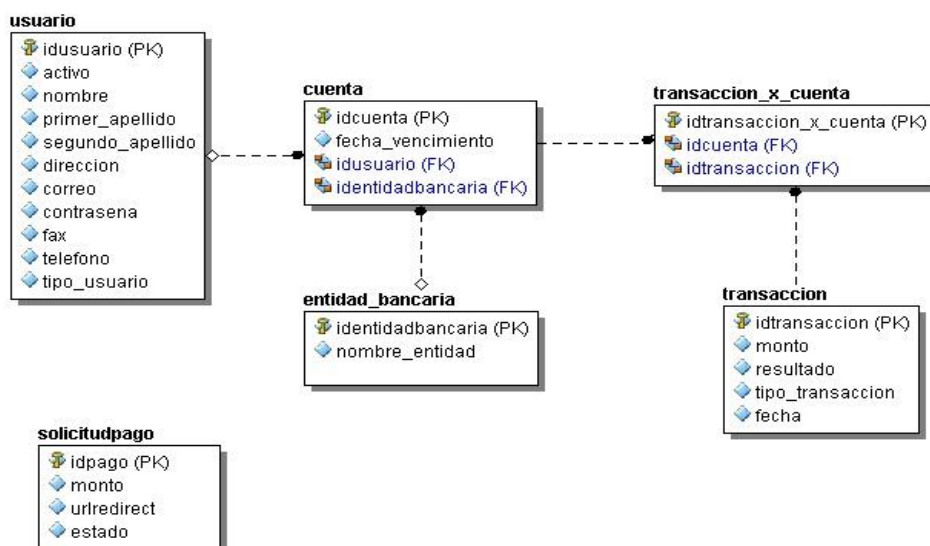 usuario
idusuario (PK)
activo
nombre
primer_apellido
segundo_apellido
direccion
correo
contrasena
fax
telefono
tipo_usuario
cuenta
idcuenta (PK)
fecha_vencimiento
idusuario (FK)
identidadbancaria (FK)
transaccion_x_cuenta
idtransaccion_x_cuenta (PK)
idcuenta (FK)
idtransaccion (FK)
entidad_bancaria
identidadbancaria (PK)
nombre_entidad
transaccion
idtransaccion (PK)
monto
resultado
tipo_transaccion
fecha
solicitudpago
idpago (PK)
monto
urlredirect
estado